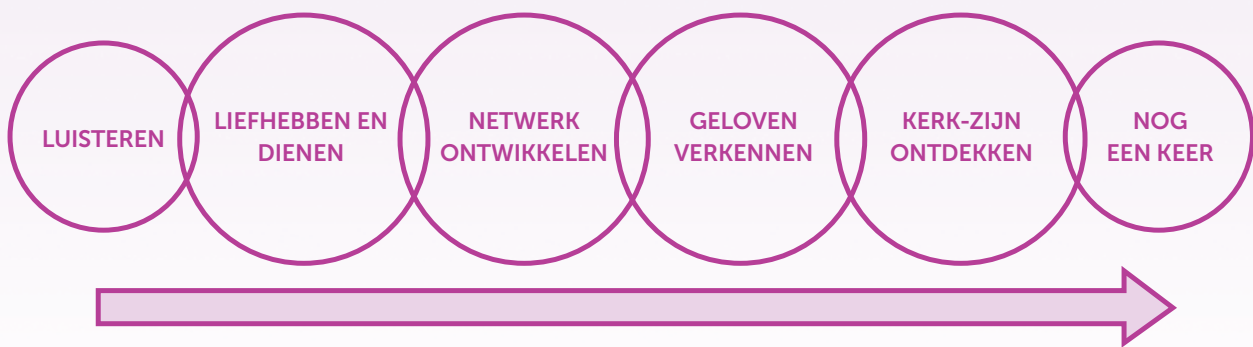 LUISTEREN
LIEFHEBBEN EN
DIENEN
NETWERK
ONTWIKKELEN
GELOVEN
VERKENNEN
KERK-ZIJN
ONTDEKKEN
NOG
EEN KEER